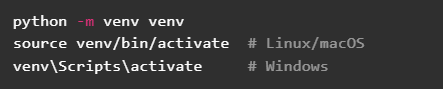 python -m venv venv
source venv/bin/activate  # Linux/macOS
venv\Scripts\activate     # Windows